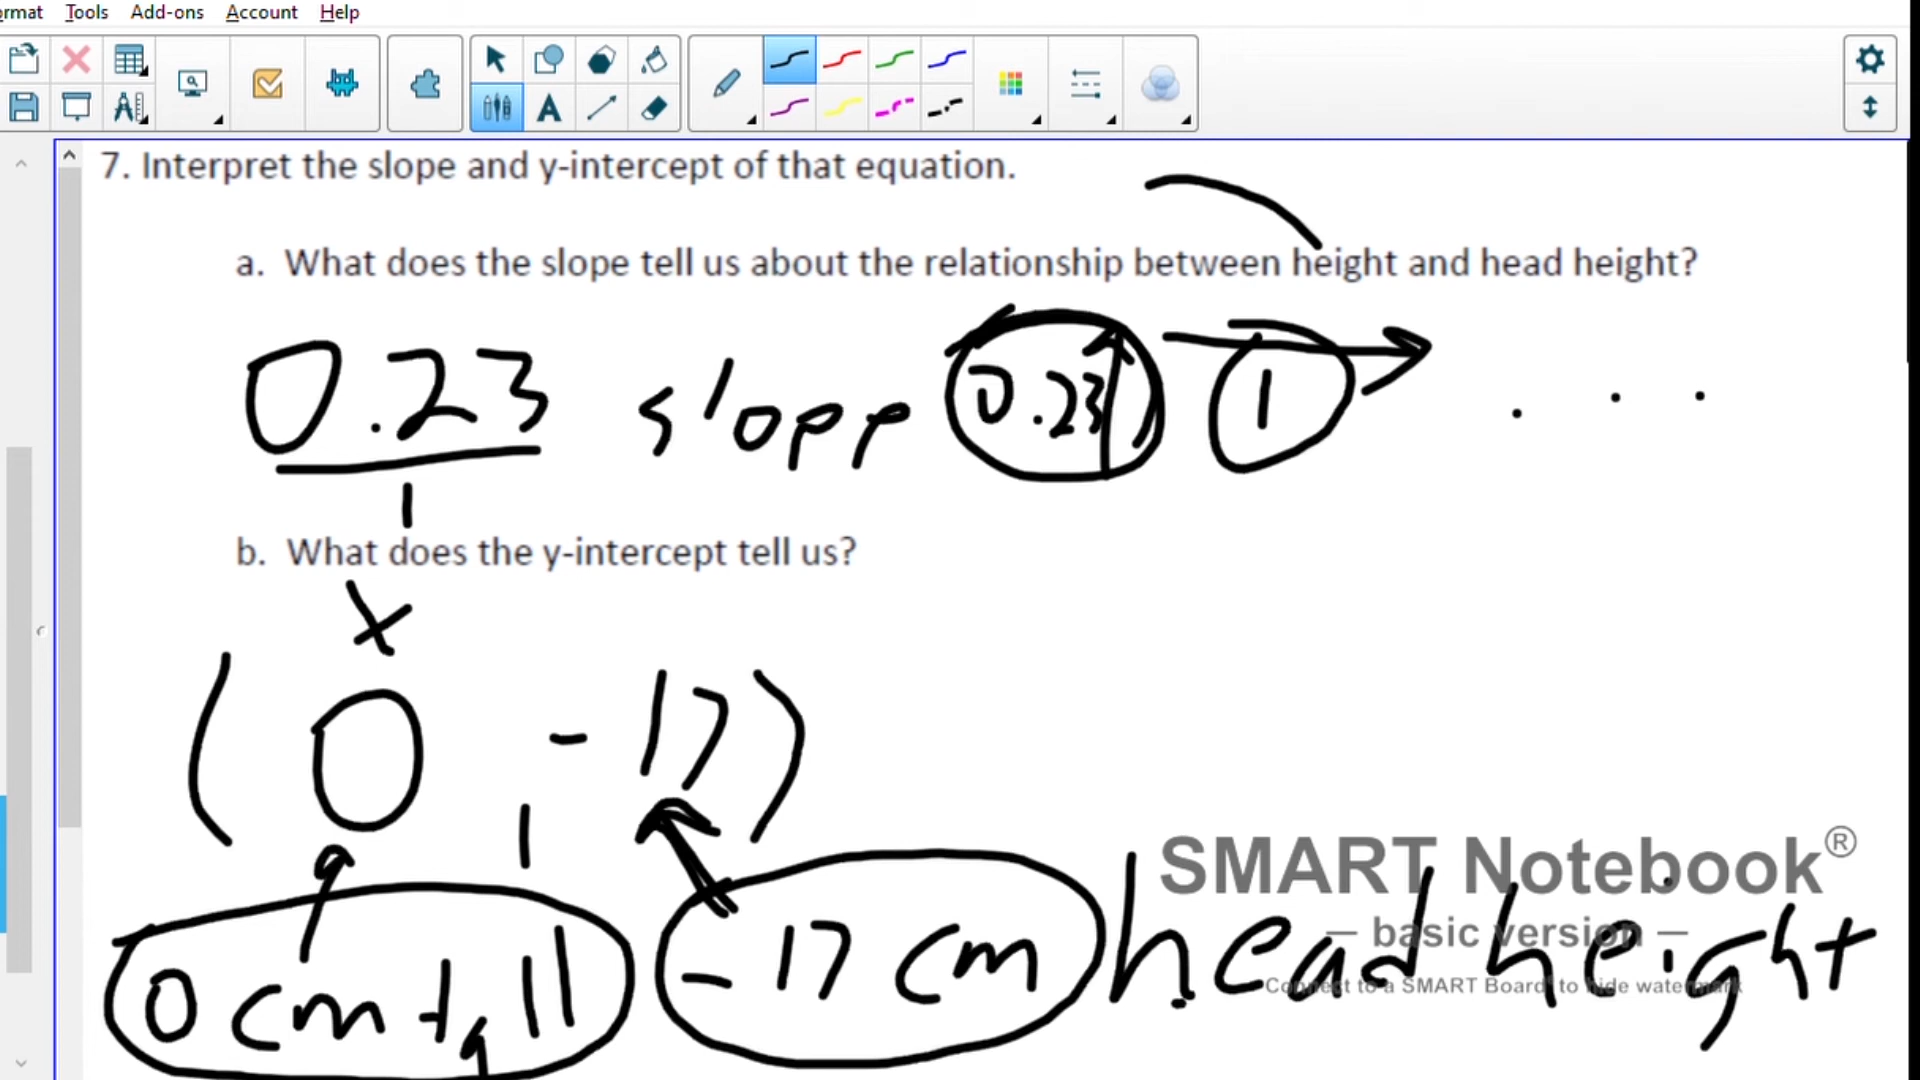 ormat Tools Add-ons Account Help
7. Interpret the slope and y-intercept of that equation.
a. What does the slope tell us about the relationship between height and head height?
0.23 slope 0.23 1 . . .
1
b. What does the y-intercept tell us?
x
( 0 , -17)
0 cm tall -17 cm head height
SMART Notebook®
— basic version —
Connect to a SMART Board to hide watermark